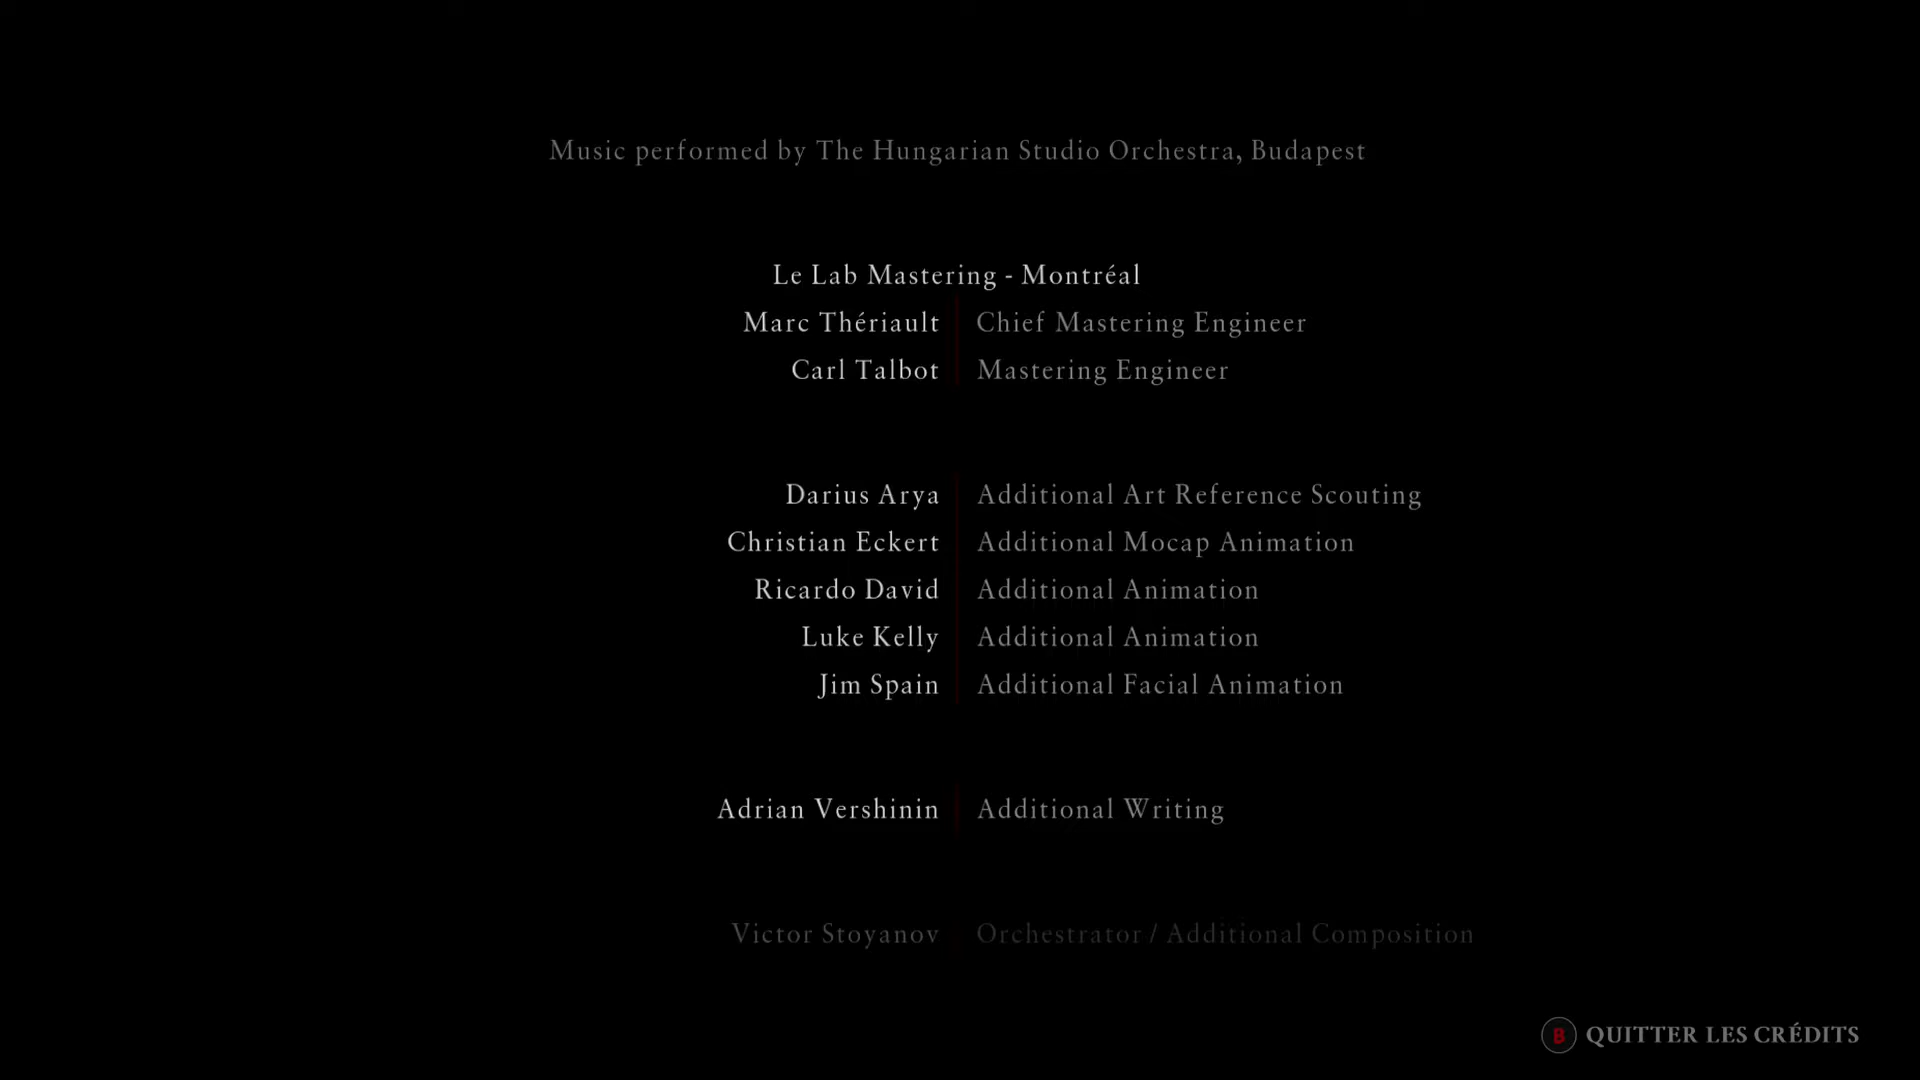 Music performed by The Hungarian Studio Orchestra, Budapest
Le Lab Mastering - Montréal
Marc Thériault Chief Mastering Engineer
Carl Talbot Mastering Engineer
Darius Arya Additional Art Reference Scouting
Christian Eckert Additional Mocap Animation
Ricardo David Additional Animation
Luke Kelly Additional Animation
Jim Spain Additional Facial Animation
Adrian Vershinin Additional Writing
Victor Stoyanov Orchestrator / Additional Composition
B QUITTER LES CRÉDITS